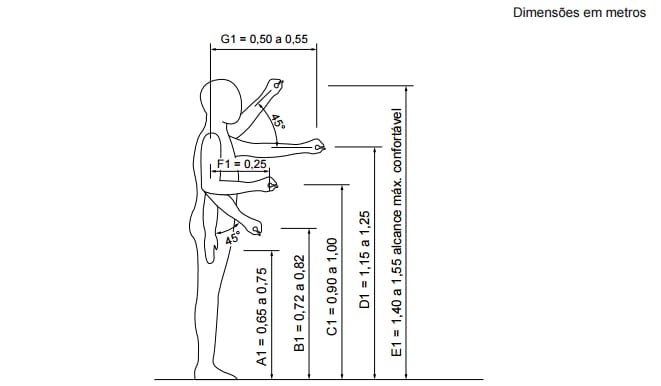 Dimensões em metros
G1 = 0,50 a 0,55
45°
F1 = 0,25
45°
A1 = 0,65 a 0,75
B1 = 0,72 a 0,82
C1 = 0,90 a 1,00
D1 = 1,15 a 1,25
E1 = 1,40 a 1,55 alcance máx. confortável